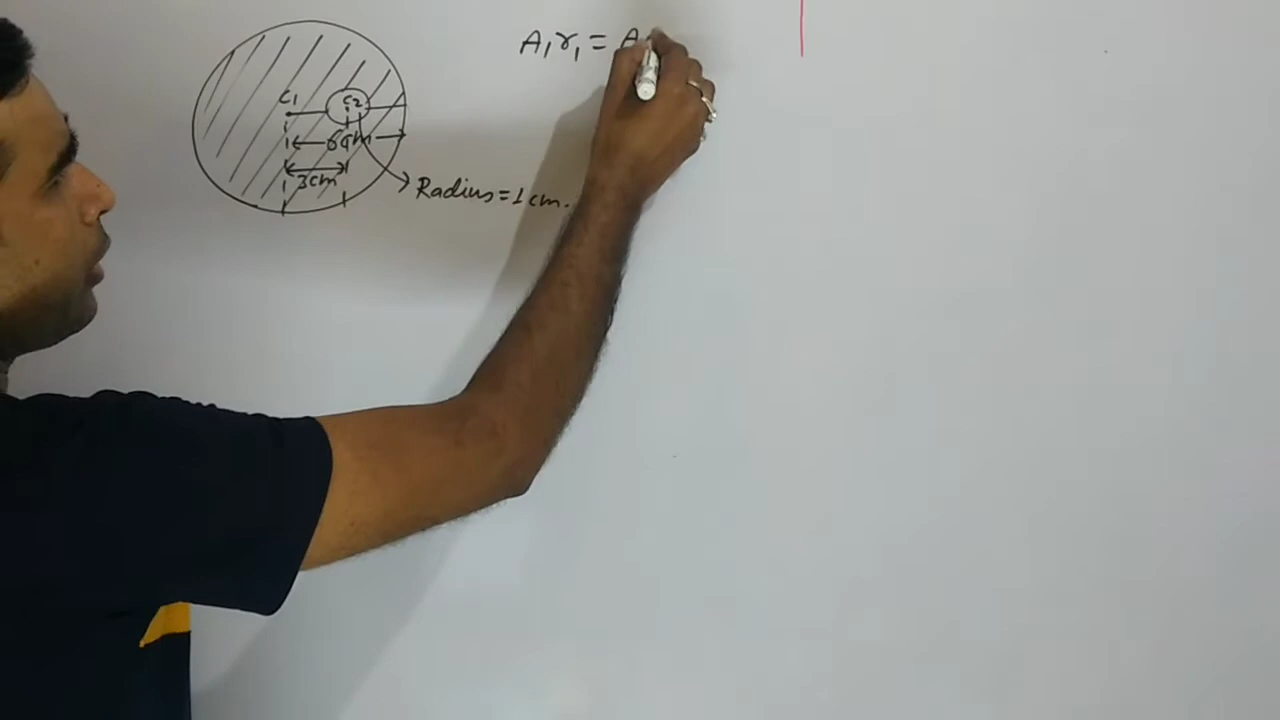 A₁r₁ = A
C₁ C₂
6cm
3cm
Radius=1cm.